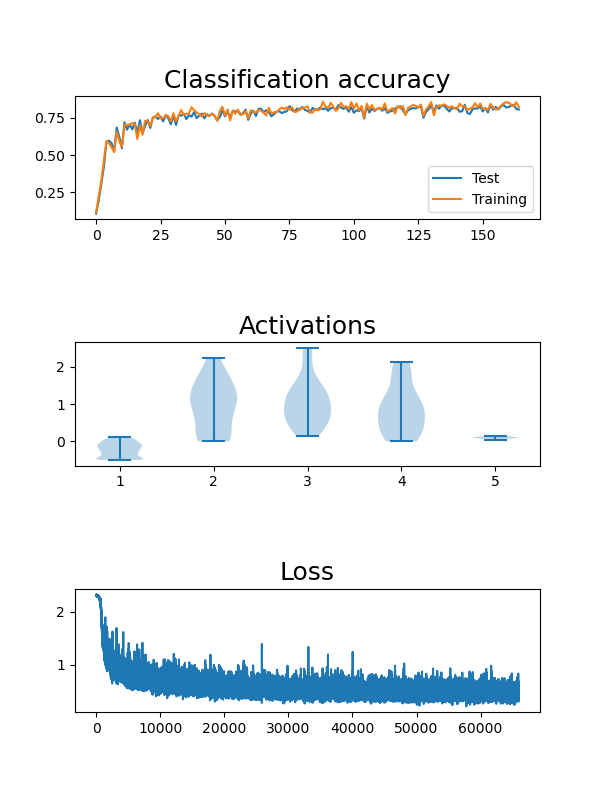 Classification accuracy
0.75
0.50
0.25
Test
Training
0 25 50 75 100 125 150
Activations
2
1
0
1 2 3 4 5
Loss
2
1
0 10000 20000 30000 40000 50000 60000